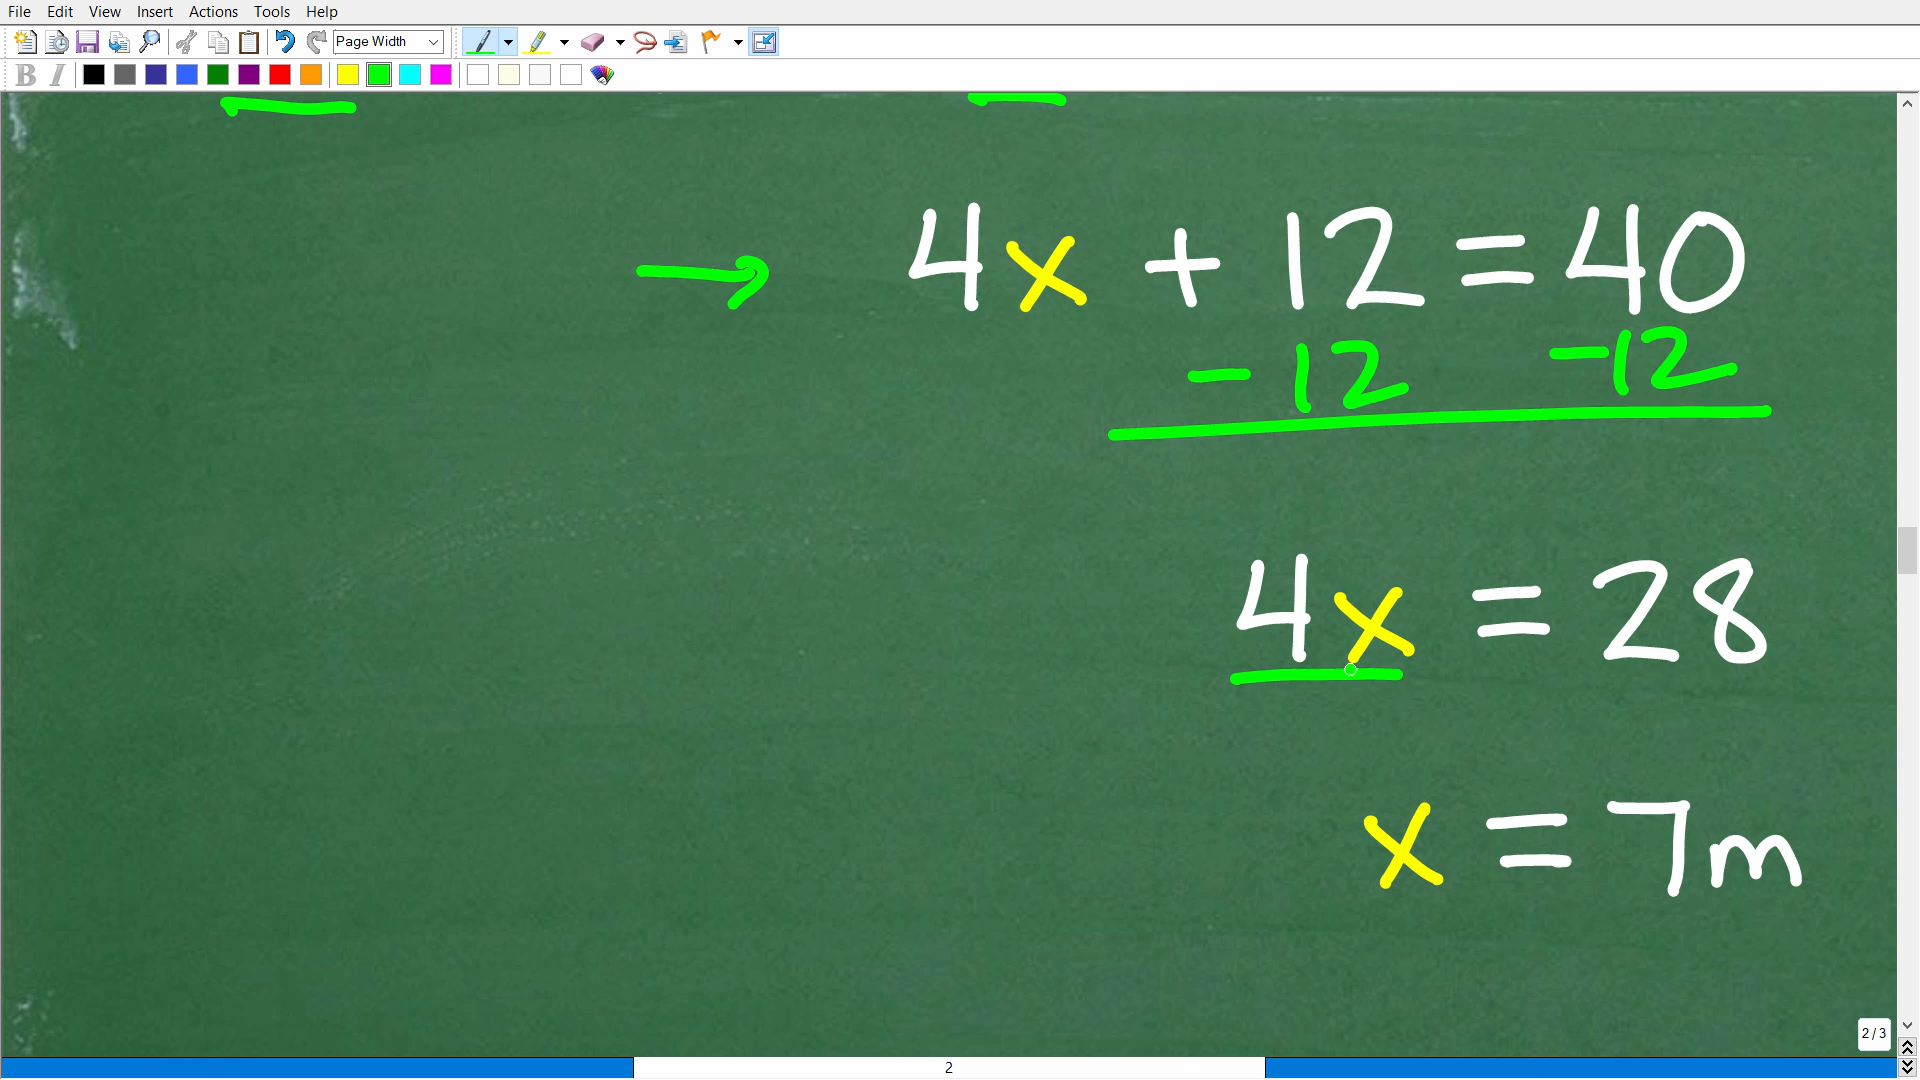 File Edit View Insert Actions Tools Help
Page Width
B I
4x + 12 = 40
- 12 -12
4x = 28
x = 7m
2 / 3
2